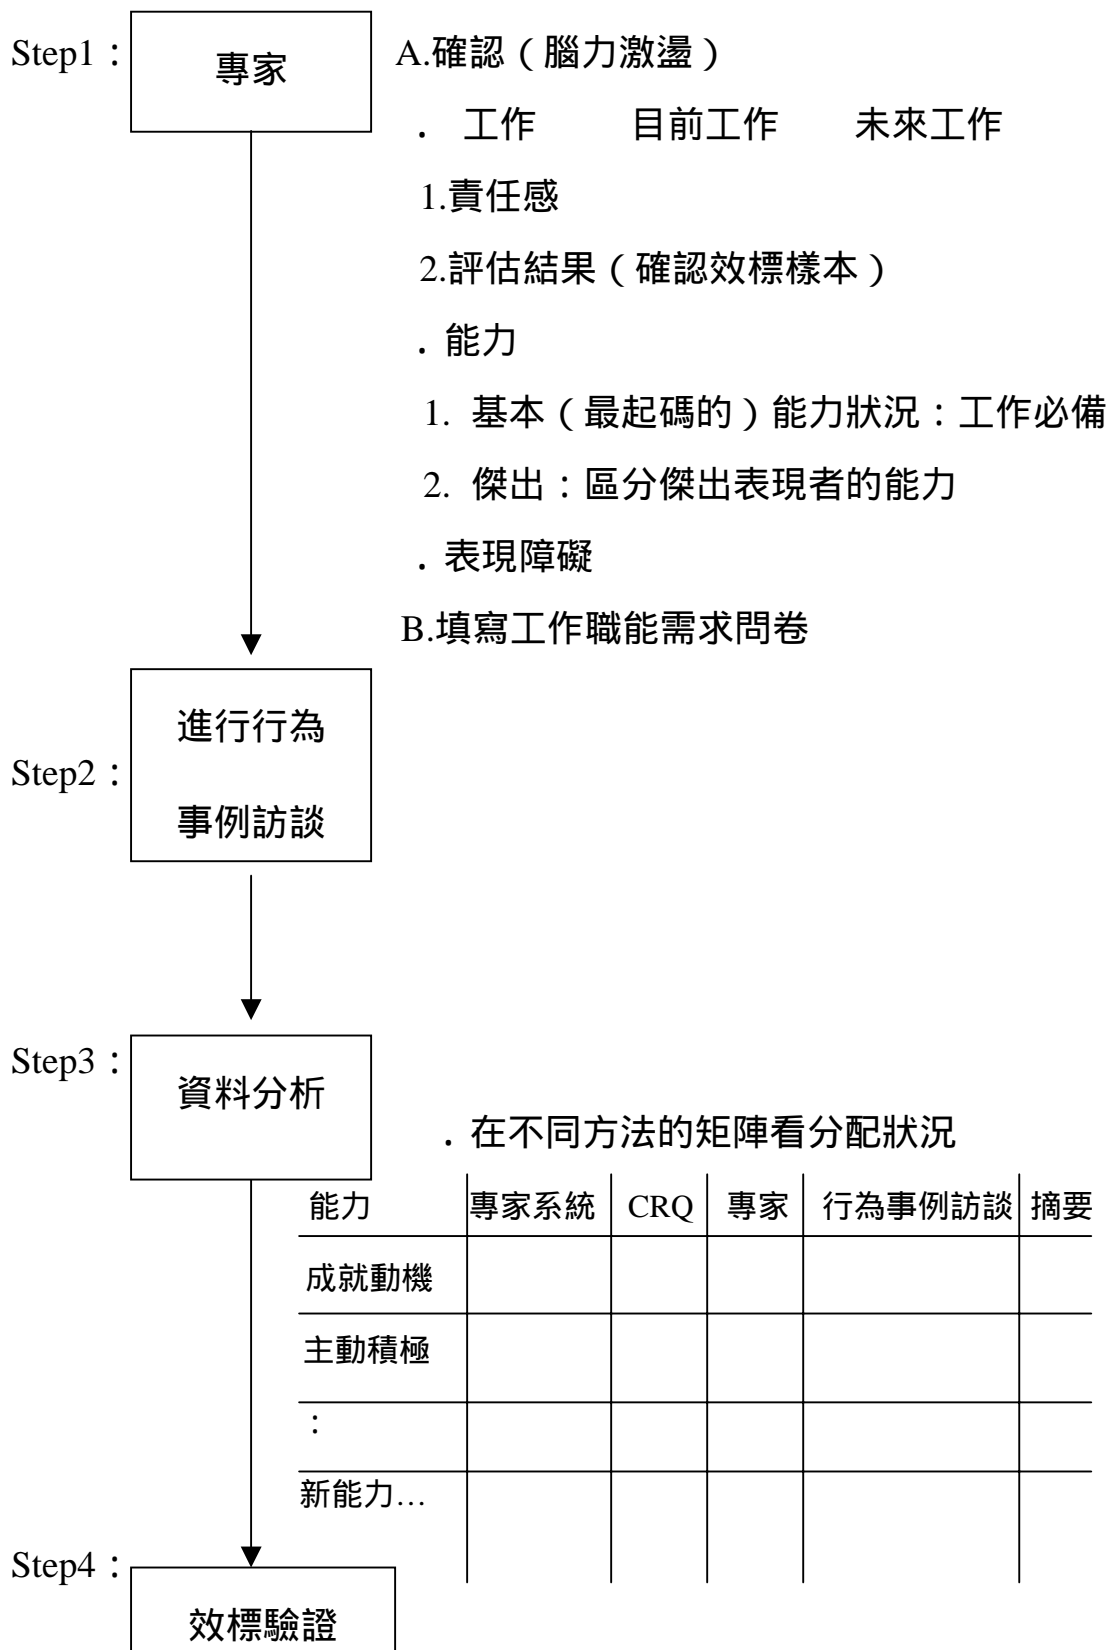 Step1：
專家
A.確認（腦力激盪）
． 工作 目前工作 未來工作
1.責任感
2.評估結果（確認效標樣本）
．能力
1. 基本（最起碼的）能力狀況：工作必備
2. 傑出：區分傑出表現者的能力
．表現障礙
B.填寫工作職能需求問卷
Step2：
進行行為
事例訪談
Step3：
資料分析
．在不同方法的矩陣看分配狀況
能力 專家系統 CRQ 專家 行為事例訪談 摘要
成就動機
主動積極
：
新能力…
Step4：
效標驗證